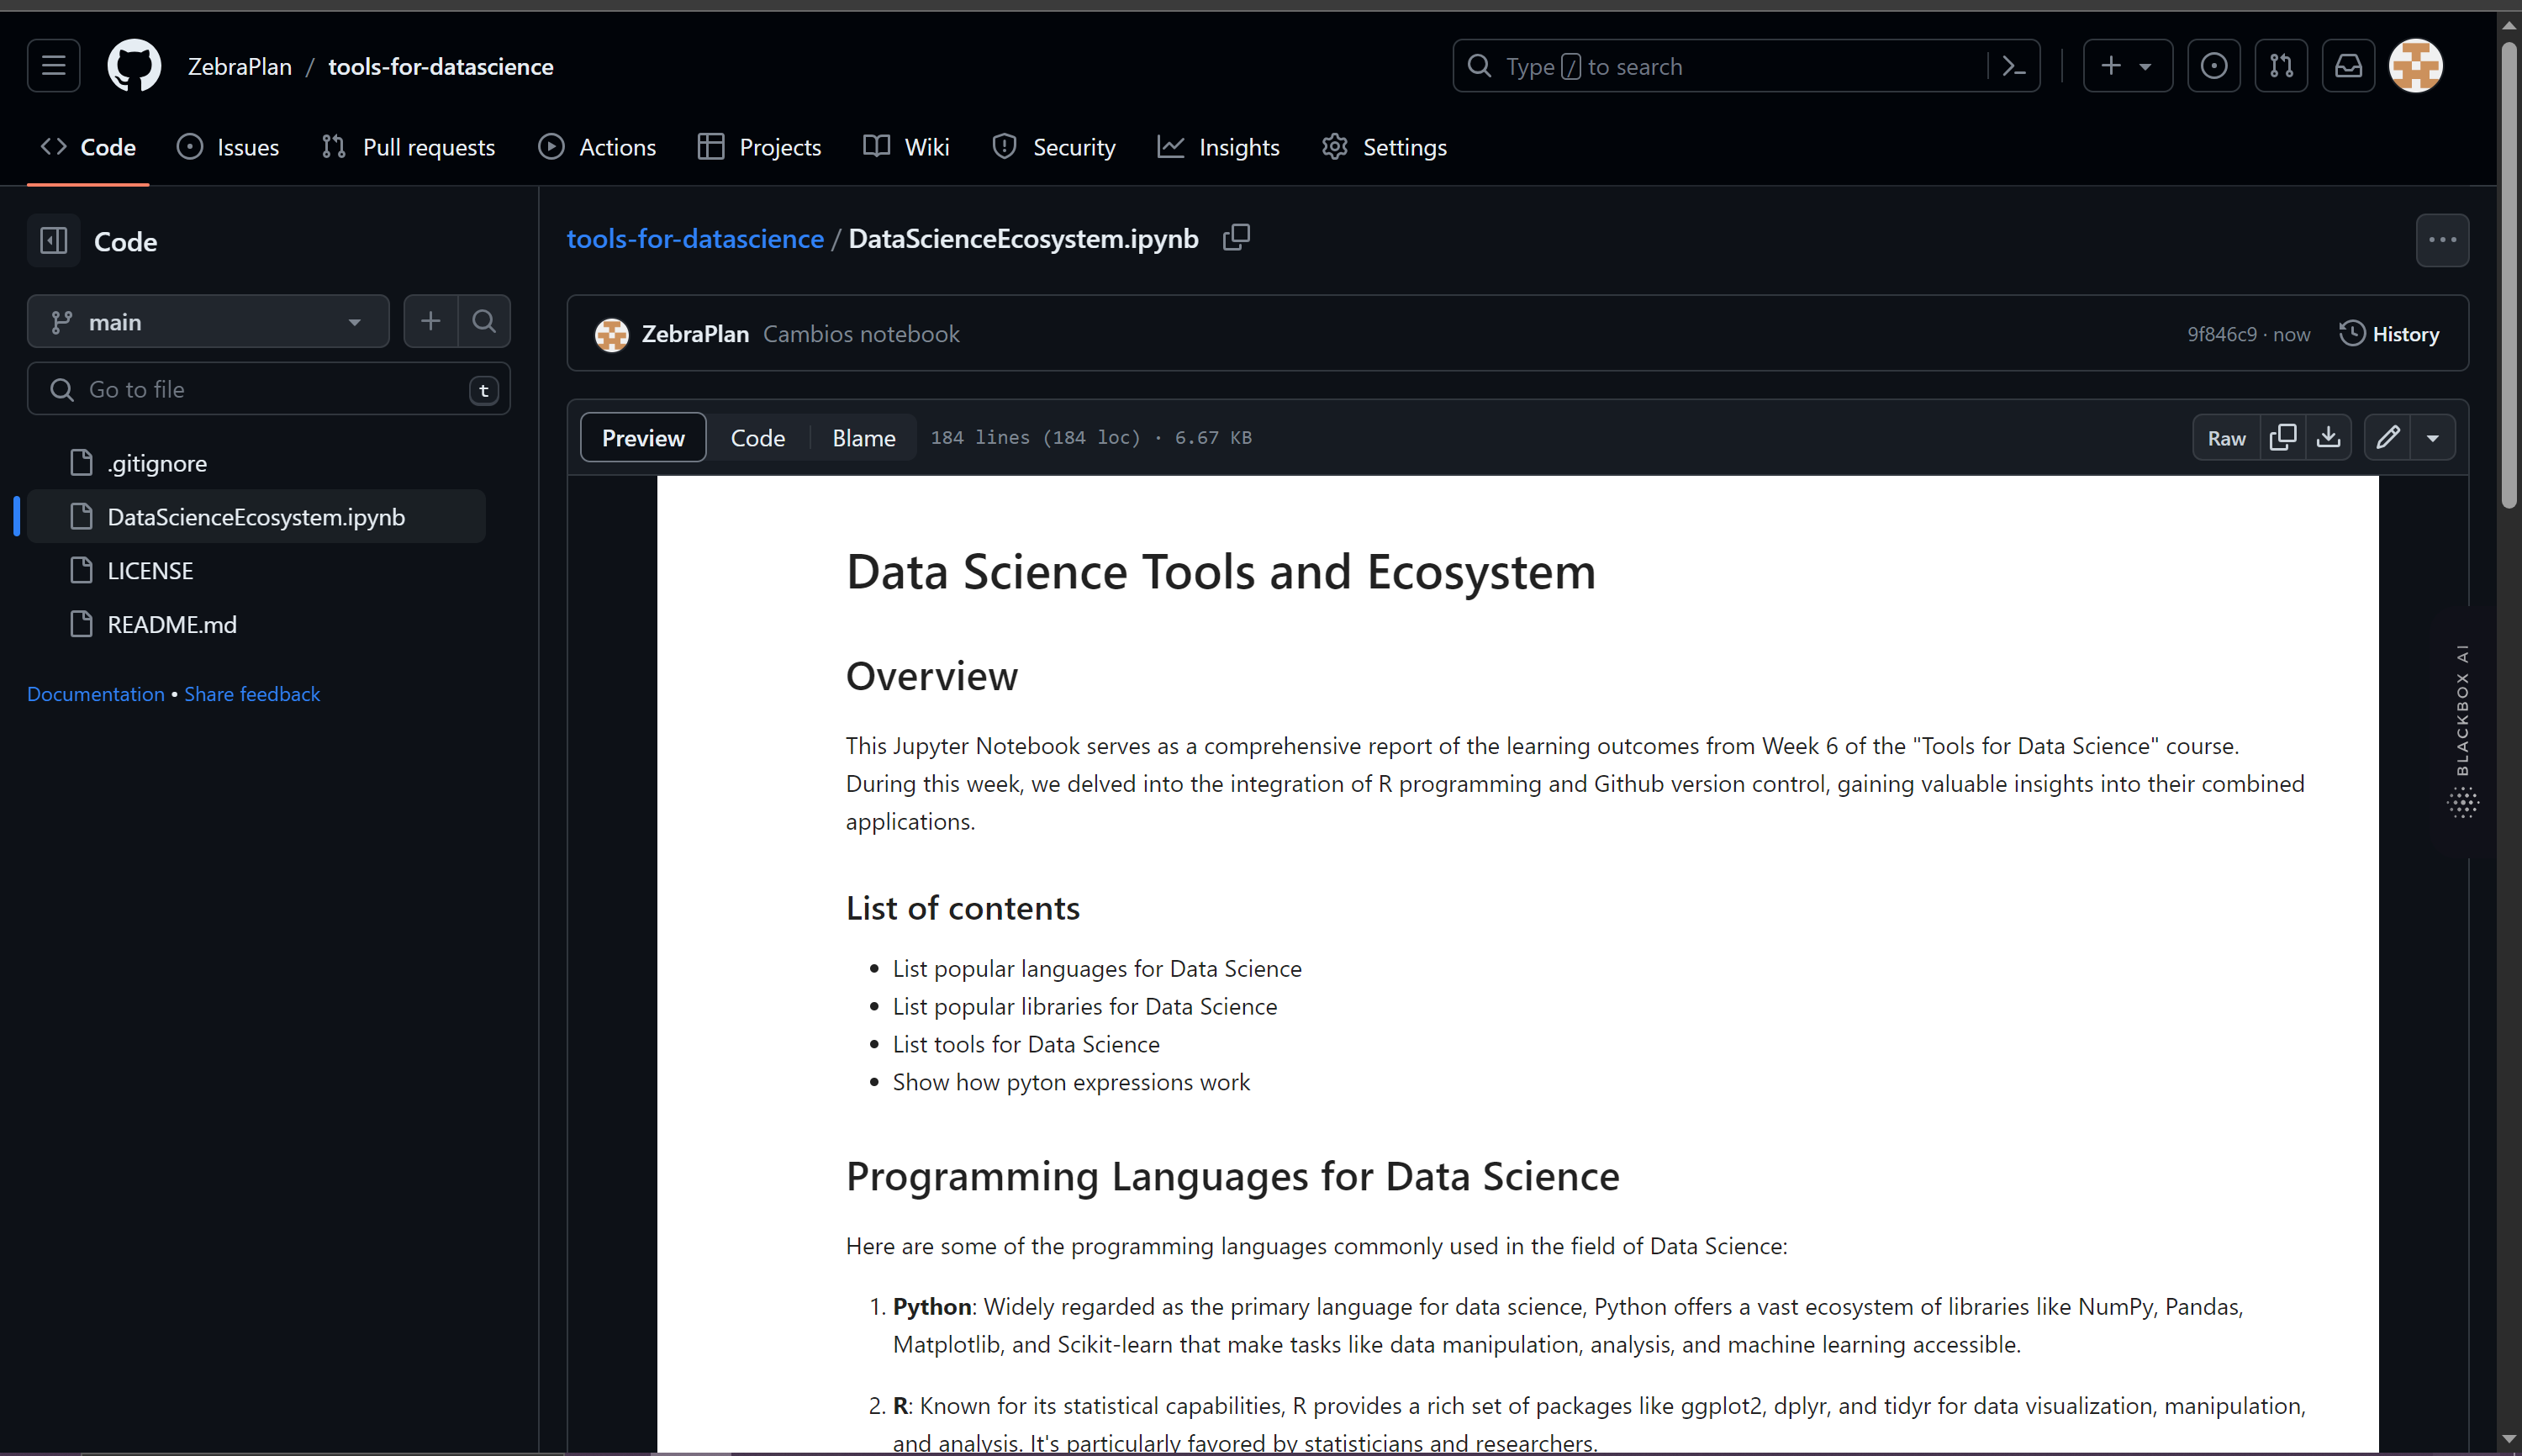 ZebraPlan / tools-for-datascience
Type / to search
Code
Issues
Pull requests
Actions
Projects
Wiki
Security
Insights
Settings
Code
main
Go to file
t
.gitignore
DataScienceEcosystem.ipynb
LICENSE
README.md
Documentation • Share feedback
tools-for-datascience / DataScienceEcosystem.ipynb
ZebraPlan Cambios notebook
9f846c9 · now
History
Preview
Code
Blame
184 lines (184 loc) · 6.67 KB
Raw
Data Science Tools and Ecosystem
Overview
This Jupyter Notebook serves as a comprehensive report of the learning outcomes from Week 6 of the "Tools for Data Science" course.
During this week, we delved into the integration of R programming and Github version control, gaining valuable insights into their combined
applications.
List of contents
• List popular languages for Data Science
• List popular libraries for Data Science
• List tools for Data Science
• Show how pyton expressions work
Programming Languages for Data Science
Here are some of the programming languages commonly used in the field of Data Science:
1. Python: Widely regarded as the primary language for data science, Python offers a vast ecosystem of libraries like NumPy, Pandas,
Matplotlib, and Scikit-learn that make tasks like data manipulation, analysis, and machine learning accessible.
2. R: Known for its statistical capabilities, R provides a rich set of packages like ggplot2, dplyr, and tidyr for data visualization, manipulation,
and analysis. It's particularly favored by statisticians and researchers.
BLACKBOX AI